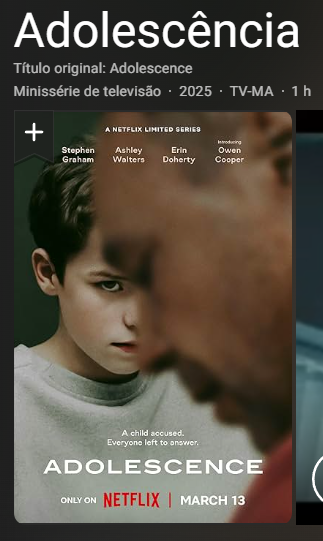 Adolescência
Título original: Adolescence
Minissérie de televisão · 2025 · TV-MA · 1 h
A NETFLIX LIMITED SERIES
Stephen Graham
Ashley Walters
Erin Doherty
Introducing Owen Cooper
A child accused.
Everyone left to answer.
ADOLESCENCE
ONLY ON NETFLIX | MARCH 13